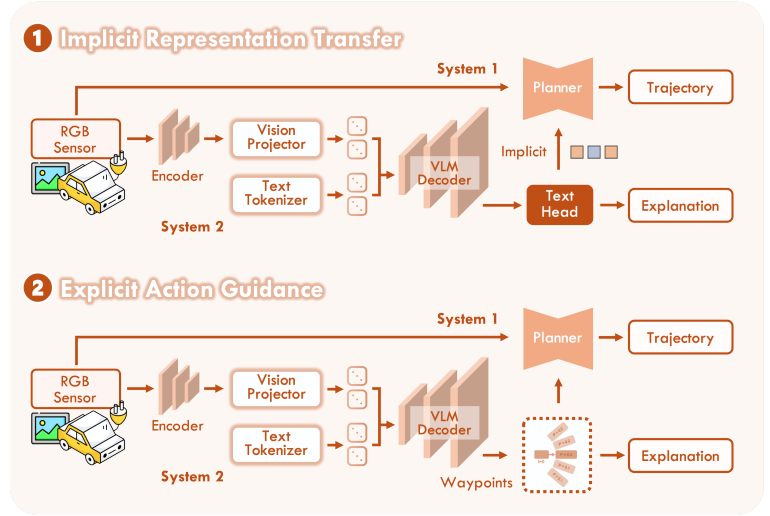 1 Implicit Representation Transfer
System 1
Planner
Trajectory
RGB
Sensor
Encoder
Vision
Projector
Text
Tokenizer
VLM
Decoder
Implicit
Text
Head
Explanation
System 2
2 Explicit Action Guidance
System 1
Planner
Trajectory
RGB
Sensor
Encoder
Vision
Projector
Text
Tokenizer
VLM
Decoder
Waypoints
Explanation
System 2